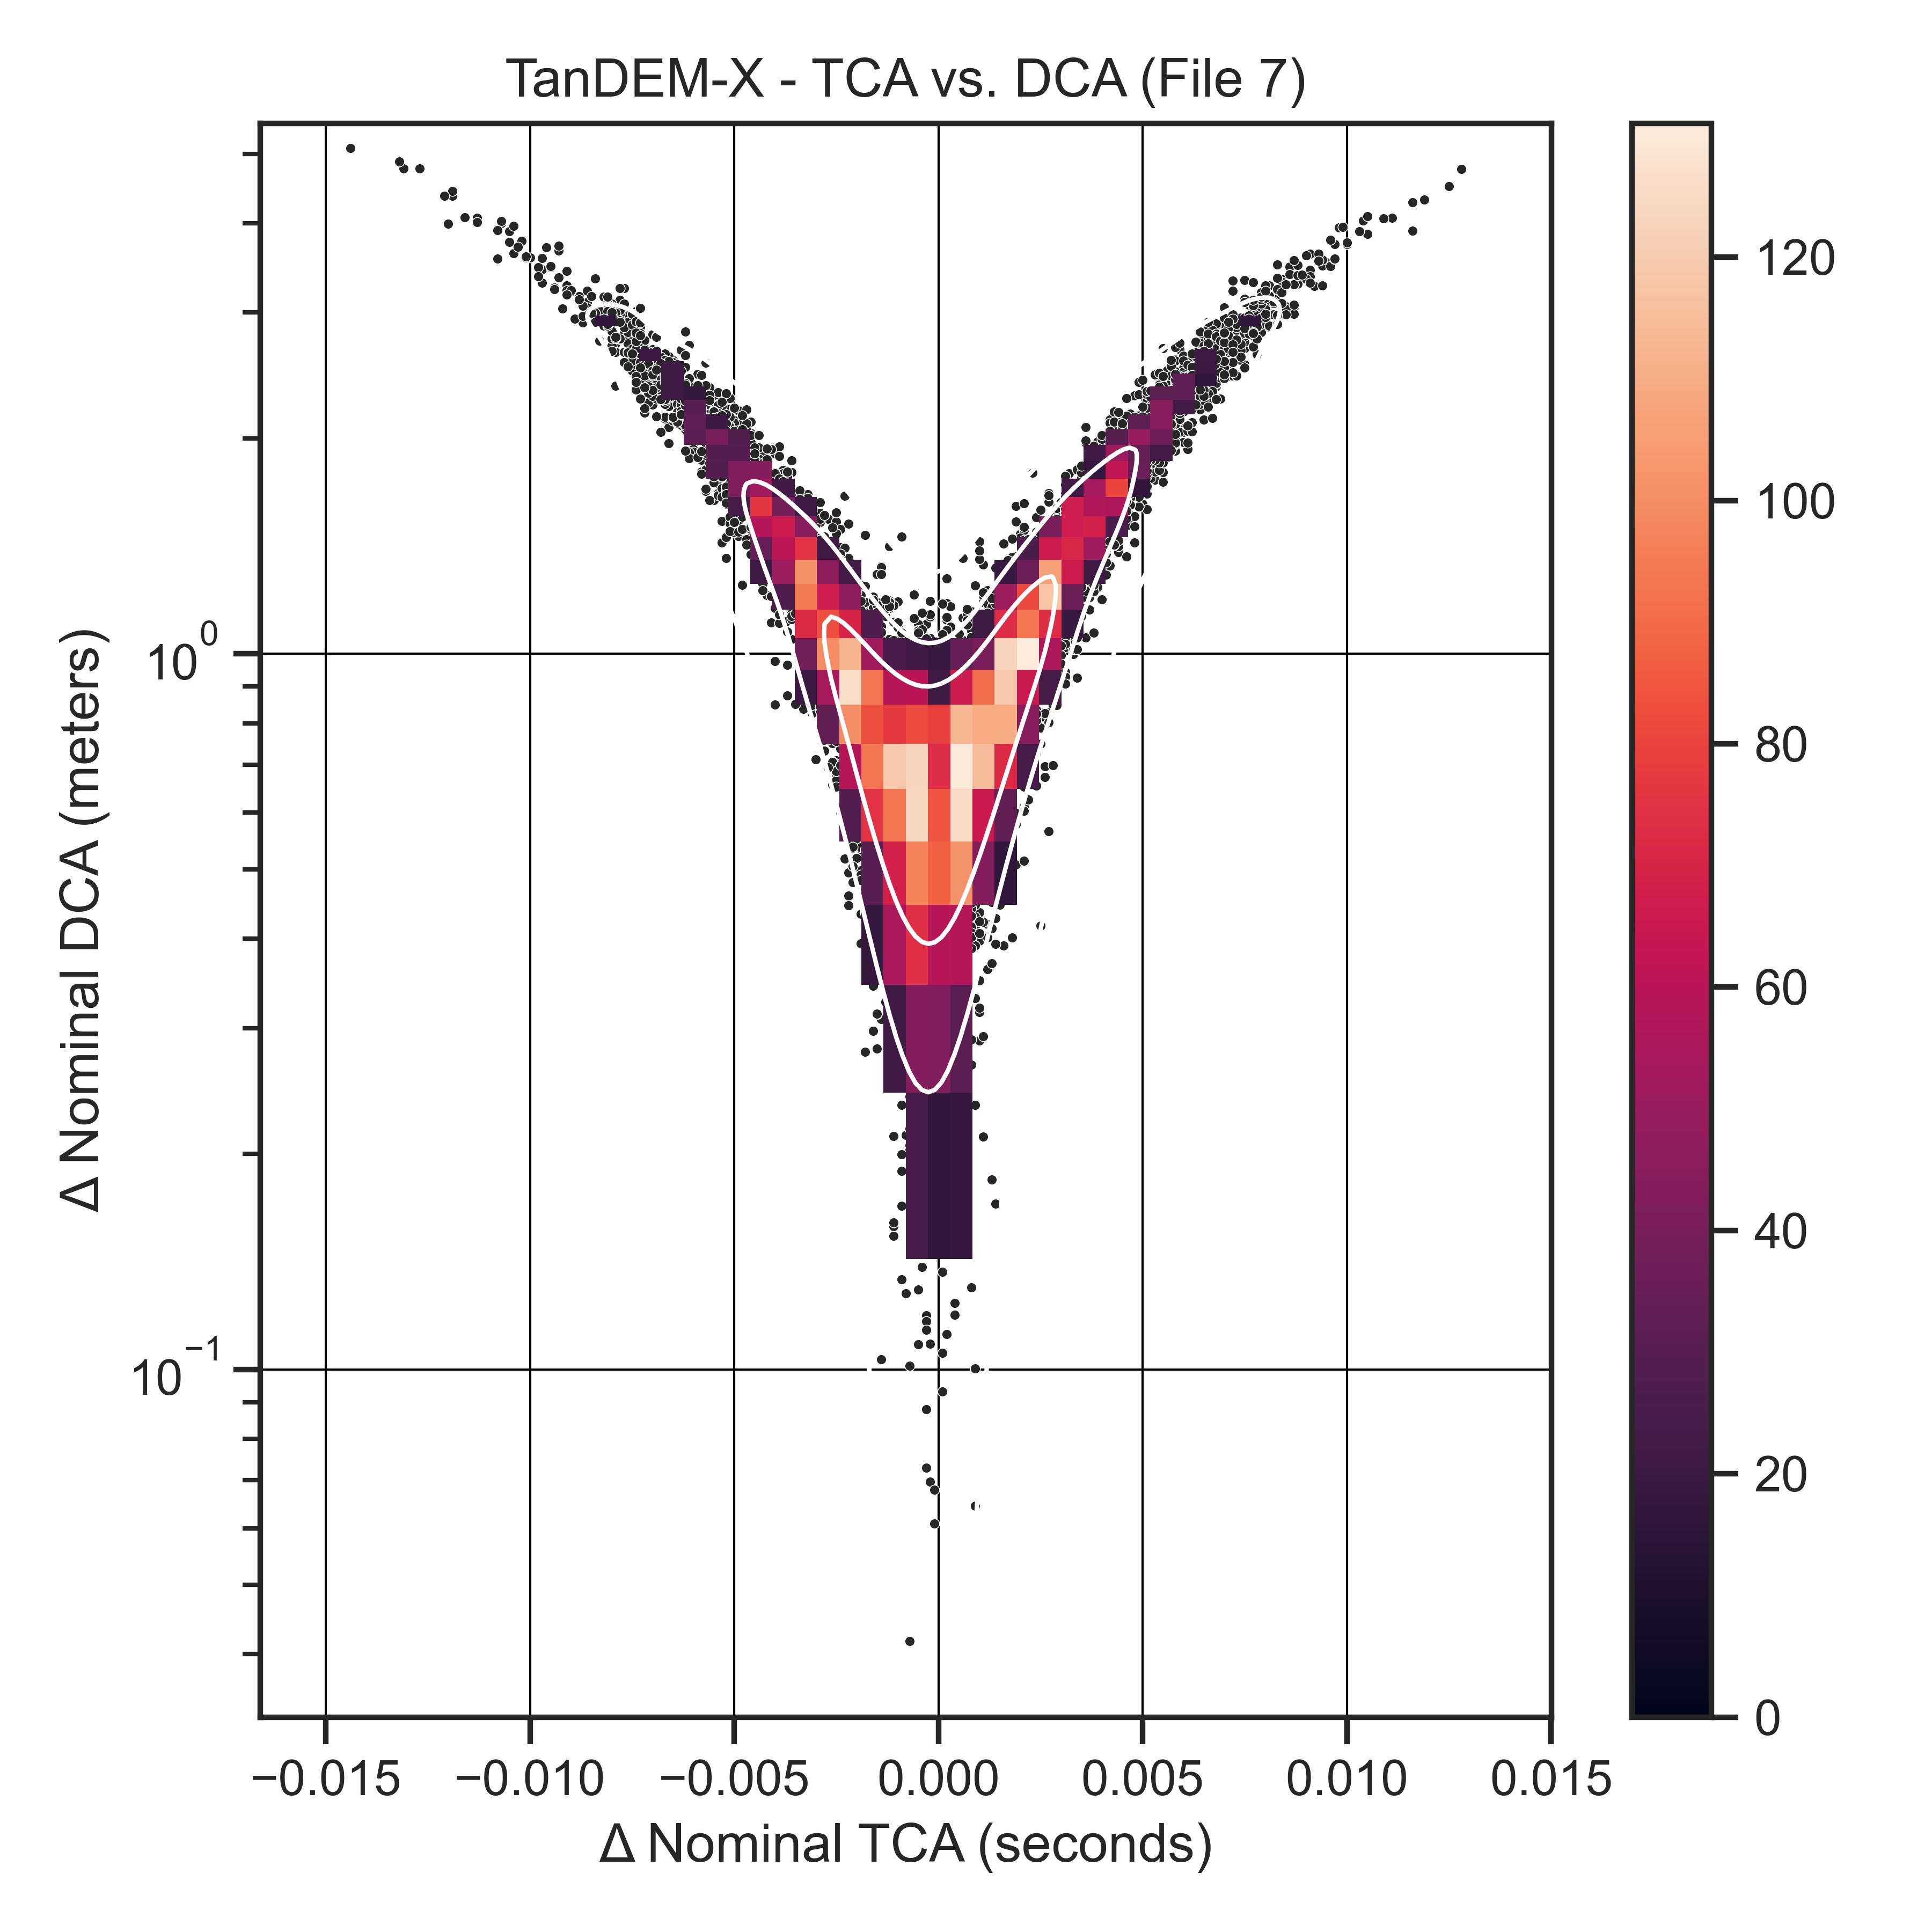 TanDEM-X - TCA vs. DCA (File 7)
Δ Nominal DCA (meters)
10⁰
10⁻¹
−0.015 −0.010 −0.005 0.000 0.005 0.010 0.015
Δ Nominal TCA (seconds)
120
100
80
60
40
20
0